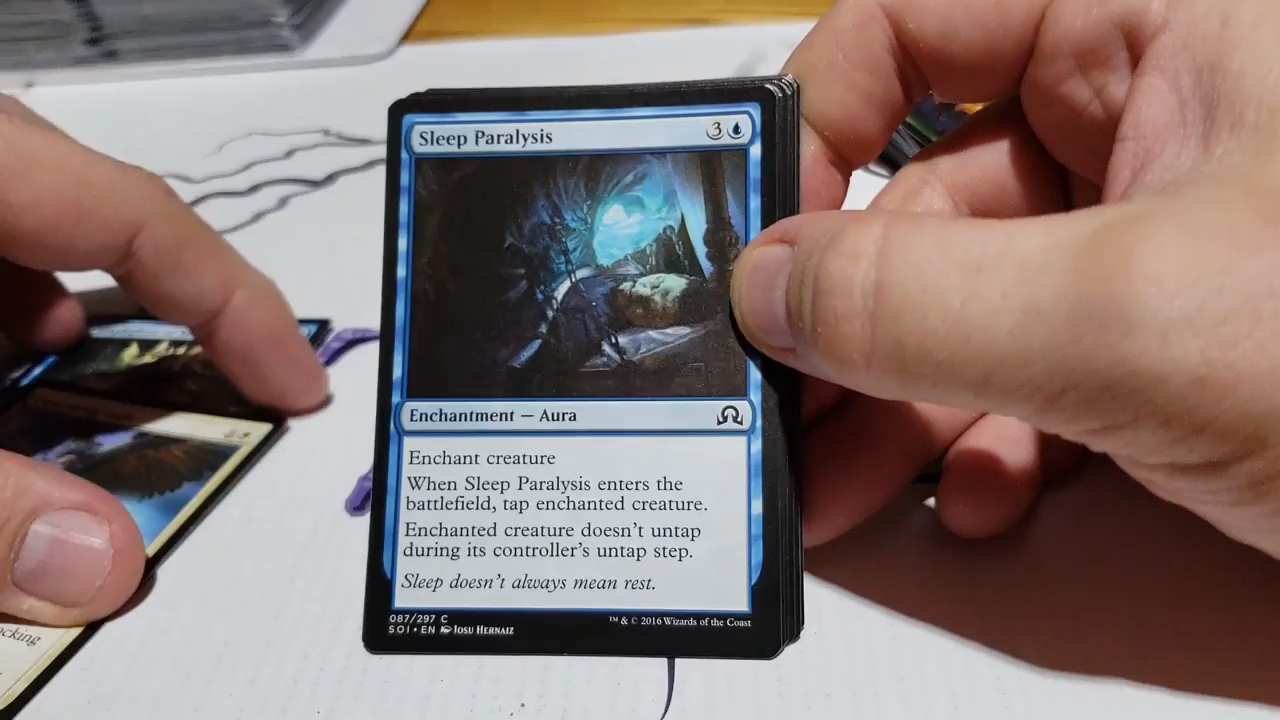 Sleep Paralysis
3
Enchantment — Aura
Enchant creature
When Sleep Paralysis enters the
battlefield, tap enchanted creature.
Enchanted creature doesn't untap
during its controller's untap step.
Sleep doesn't always mean rest.
087/297 C
SOI • EN Iosu Hernaiz
™ & © 2016 Wizards of the Coast
ocking